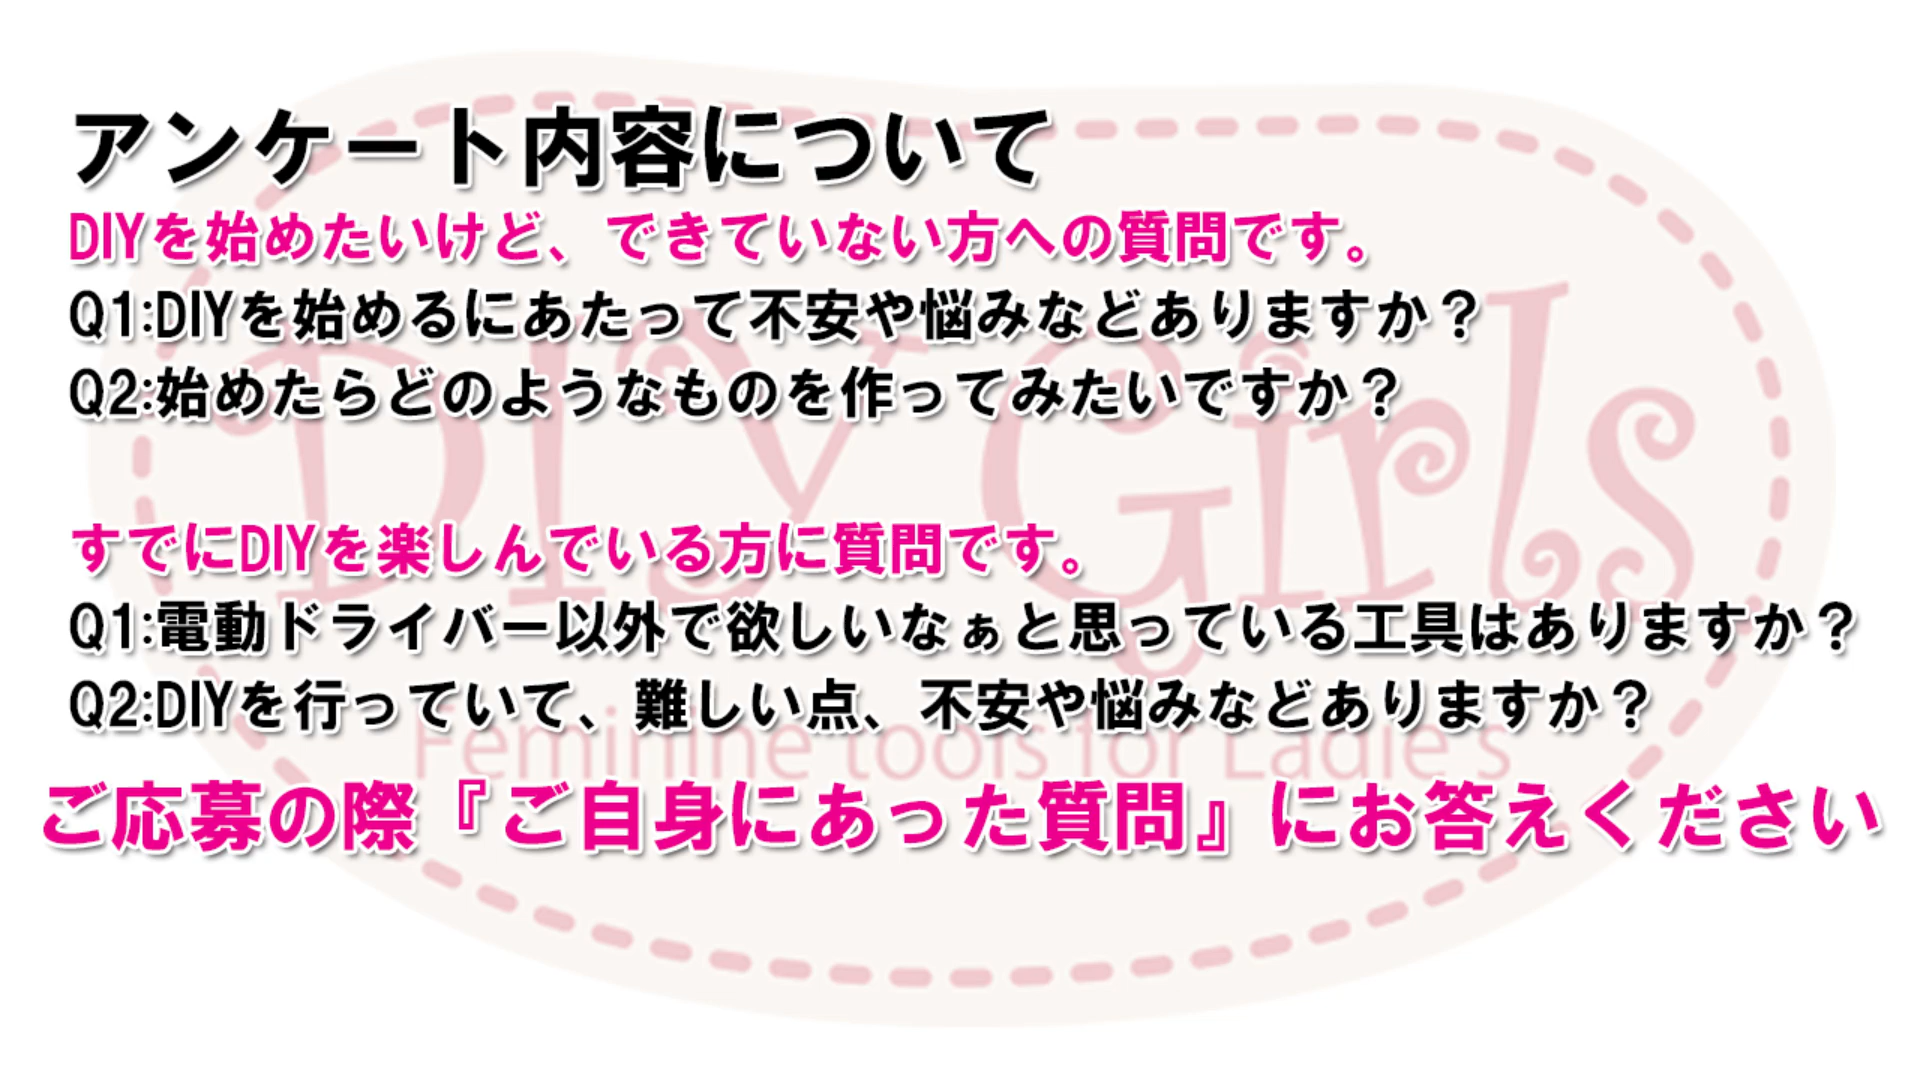 アンケート内容について
DIYを始めたいけど、できていない方への質問です。
Q1:DIYを始めるにあたって不安や悩みなどありますか？
Q2:始めたらどのようなものを作ってみたいですか？
DIY Girls
すでにDIYを楽しんでいる方に質問です。
Q1:電動ドライバー以外で欲しいなぁと思っている工具はありますか？
Q2:DIYを行っていて、難しい点、不安や悩みなどありますか？
Feminine tools for Ladie's
ご応募の際『ご自身にあった質問』にお答えください